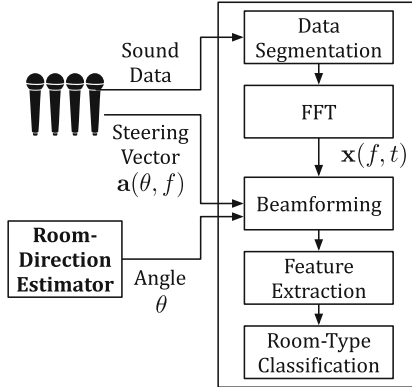 Sound
Data
Data
Segmentation
FFT
x(f, t)
Steering
Vector
a(θ, f)
Beamforming
Room-
Direction
Estimator
Angle
θ
Feature
Extraction
Room-Type
Classification